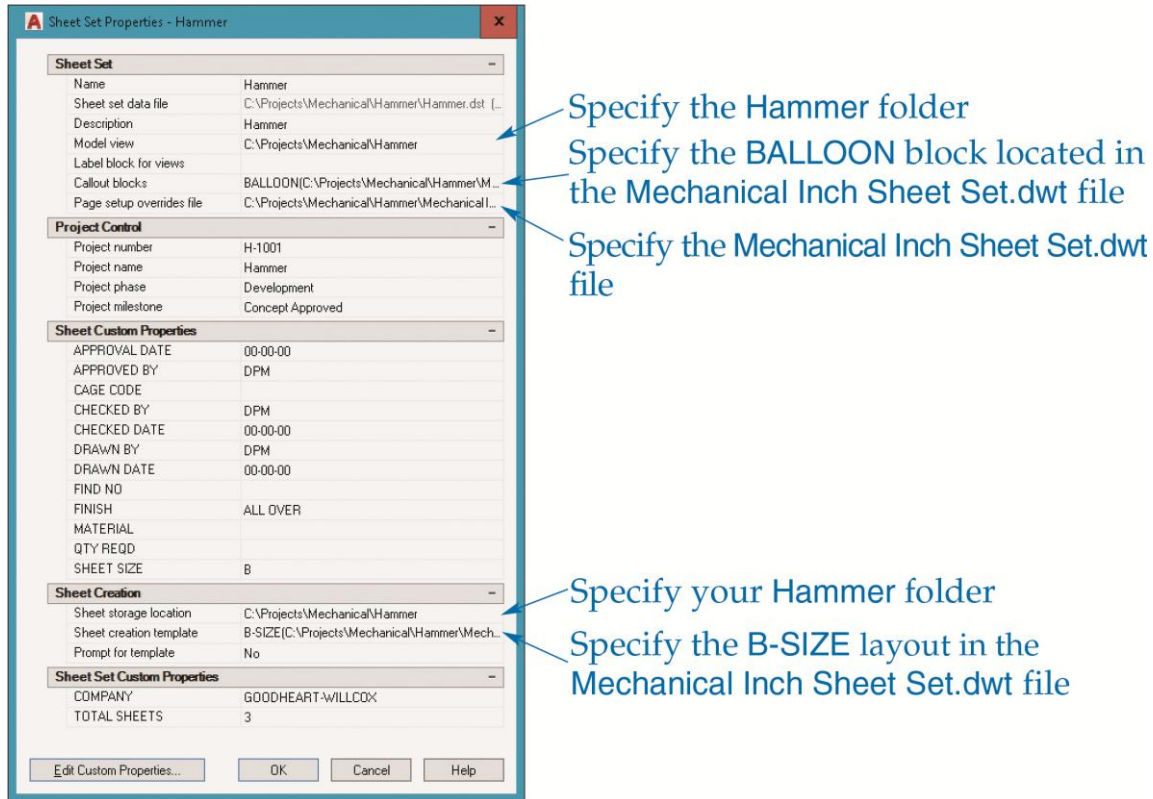 Sheet Set Properties - Hammer
x
Sheet Set −
Name Hammer
Sheet set data file C:\Projects\Mechanical\Hammer\Hammer.dst (...
Description Hammer
Model view C:\Projects\Mechanical\Hammer
Label block for views
Callout blocks BALLOON(C:\Projects\Mechanical\Hammer\M...
Page setup overrides file C:\Projects\Mechanical\Hammer\Mechanical I...
Project Control −
Project number H-1001
Project name Hammer
Project phase Development
Project milestone Concept Approved
Sheet Custom Properties −
APPROVAL DATE 00-00-00
APPROVED BY DPM
CAGE CODE
CHECKED BY DPM
CHECKED DATE 00-00-00
DRAWN BY DPM
DRAWN DATE 00-00-00
FIND NO
FINISH ALL OVER
MATERIAL
QTY REQD
SHEET SIZE B
Sheet Creation −
Sheet storage location C:\Projects\Mechanical\Hammer
Sheet creation template B-SIZE(C:\Projects\Mechanical\Hammer\Mech...
Prompt for template No
Sheet Set Custom Properties −
COMPANY GOODHEART-WILLCOX
TOTAL SHEETS 3
Edit Custom Properties... OK Cancel Help
Specify the Hammer folder
Specify the BALLOON block located in
the Mechanical Inch Sheet Set.dwt file
Specify the Mechanical Inch Sheet Set.dwt
file
Specify your Hammer folder
Specify the B-SIZE layout in the
Mechanical Inch Sheet Set.dwt file